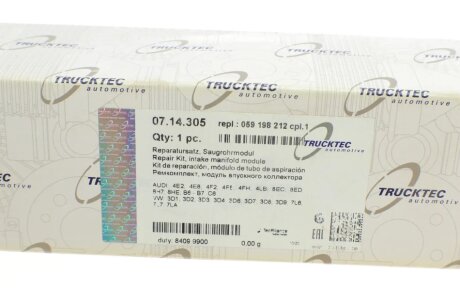 TRUCKTEC
TRUCKTEC
automotive
07.14.305
repl : 059 198 212 cpl.1
Qty: 1 pc.
TRUCKTEC
automotive
Reparatursatz, Saugrohrmodul
Repair Kit, intake manifold module
Kit de reparación, módulo de tubo de aspiración
Ремкомплект, модуль впускного коллектора
AUDI 4E2, 4E8, 4F2, 4F5, 4FH, 4LB, 8EC, 8ED
8H7, 8HE, B6 - B7 C6
VW 3D1, 3D2, 3D3, 3D4, 3D6, 3D7, 3D8, 3D9, 7L6
7L7, 7LA
EAC
duty: 8409 9900
0.00 g